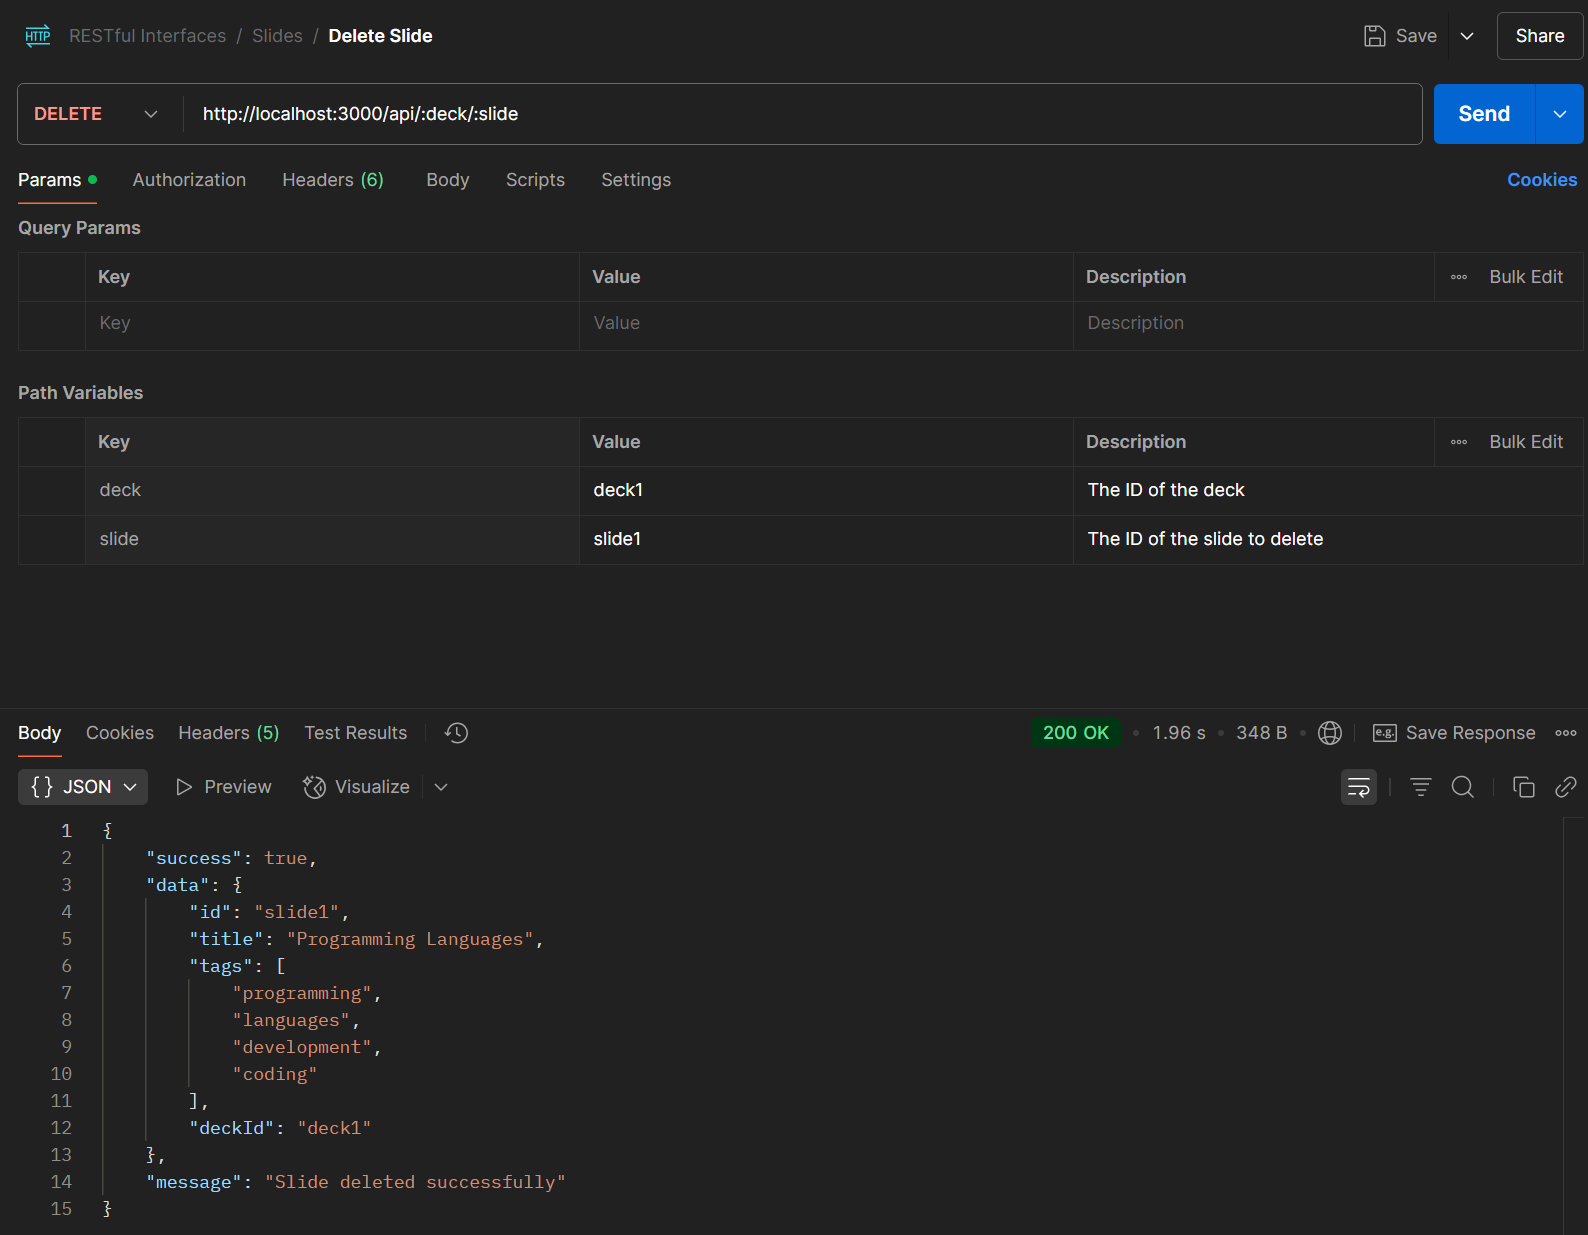 HTTP RESTful Interfaces / Slides / Delete Slide Save Share
DELETE http://localhost:3000/api/:deck/:slide Send
Params Authorization Headers (6) Body Scripts Settings Cookies
Query Params
Key Value Description Bulk Edit
Key Value Description
Path Variables
Key Value Description Bulk Edit
deck deck1 The ID of the deck
slide slide1 The ID of the slide to delete
Body Cookies Headers (5) Test Results 200 OK 1.96 s 348 B e.g. Save Response
{} JSON Preview Visualize
1 {
2 "success": true,
3 "data": {
4 "id": "slide1",
5 "title": "Programming Languages",
6 "tags": [
7 "programming",
8 "languages",
9 "development",
10 "coding"
11 ],
12 "deckId": "deck1"
13 },
14 "message": "Slide deleted successfully"
15 }